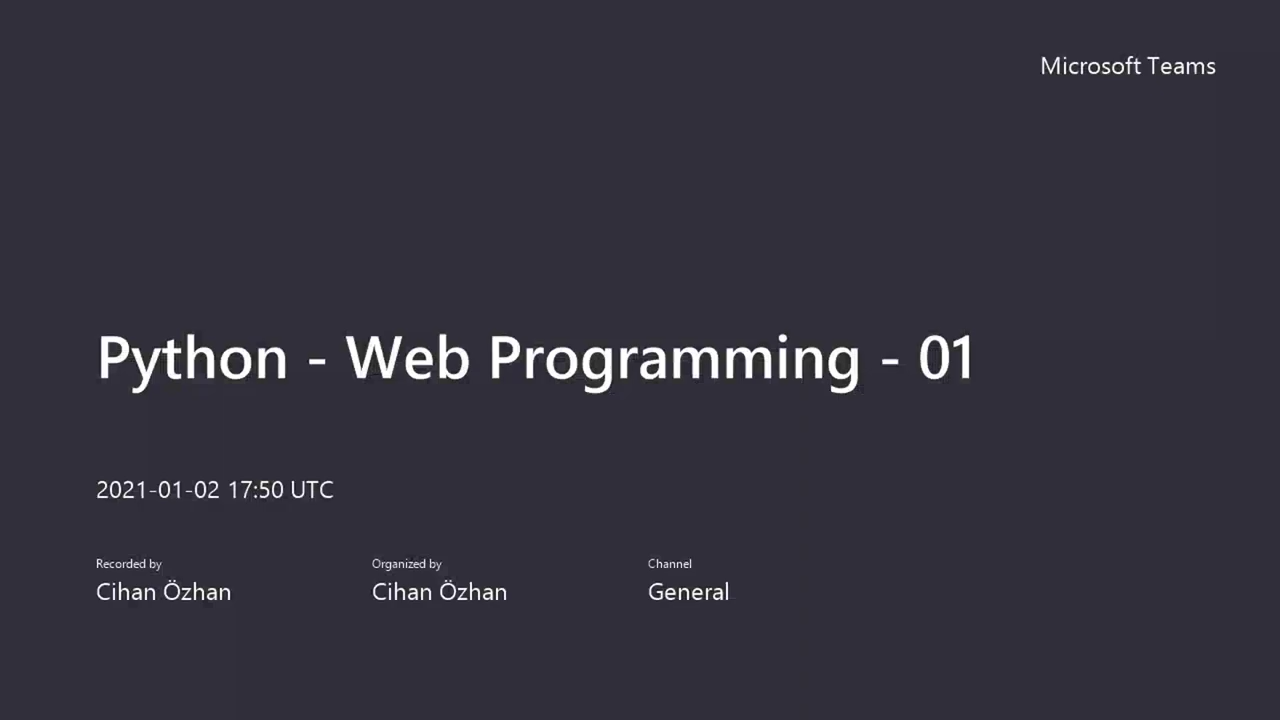 Microsoft Teams
Python - Web Programming - 01
2021-01-02 17:50 UTC
Recorded by
Cihan Özhan
Organized by
Cihan Özhan
Channel
General